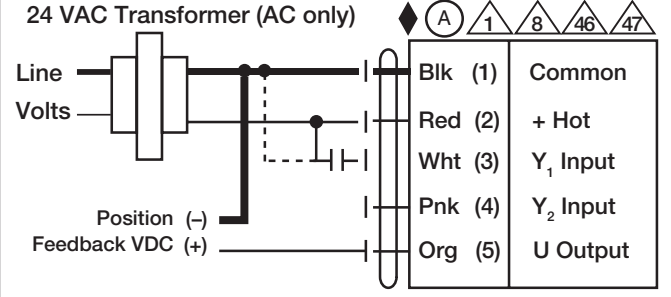 24 VAC Transformer (AC only)
A 1 8 46 47
Line
Volts
Blk (1) Common
Red (2) + Hot
Wht (3) Y₁ Input
Pnk (4) Y₂ Input
Org (5) U Output
Position (–)
Feedback VDC (+)